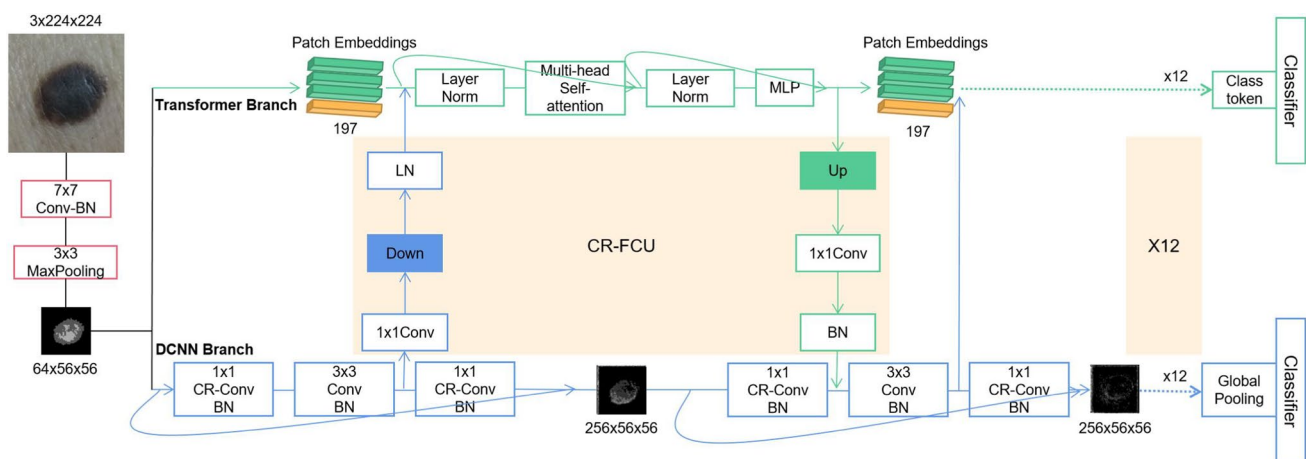 3x224x224
7x7
Conv-BN
3x3
MaxPooling
64x56x56
Transformer Branch
Patch Embeddings
197
Layer
Norm
Multi-head
Self-
attention
Layer
Norm
MLP
Patch Embeddings
197
x12
Class
token
Classifier
LN
Down
1x1Conv
CR-FCU
Up
1x1Conv
BN
X12
DCNN Branch
1x1
CR-Conv
BN
3x3
Conv
BN
1x1
CR-Conv
BN
256x56x56
1x1
CR-Conv
BN
3x3
Conv
BN
1x1
CR-Conv
BN
256x56x56
x12
Global
Pooling
Classifier